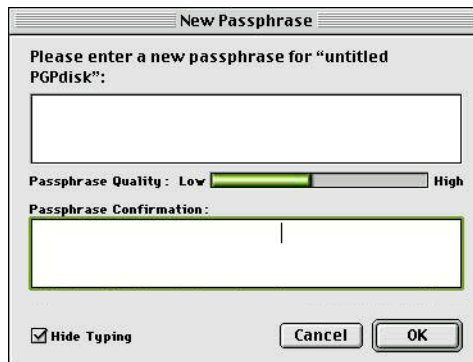 New Passphrase
Please enter a new passphrase for “untitled
PGPdisk”:
Passphrase Quality: Low High
Passphrase Confirmation:
Hide Typing Cancel OK